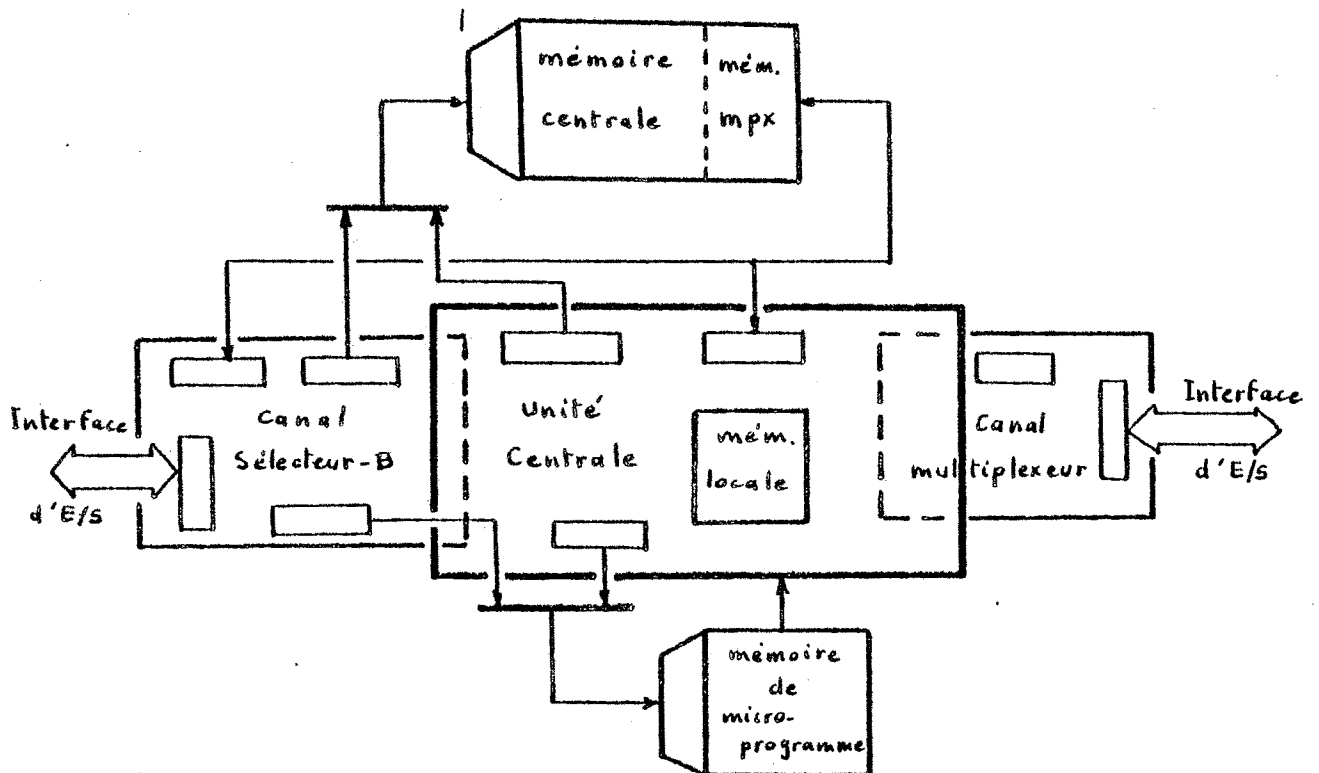 mémoire
centrale
mém.
mpx
Interface
d'E/S
Canal
Sélecteur-B
Unité
Centrale
mém.
locale
Canal
multiplexeur
Interface
d'E/S
mémoire
de
micro-
programme